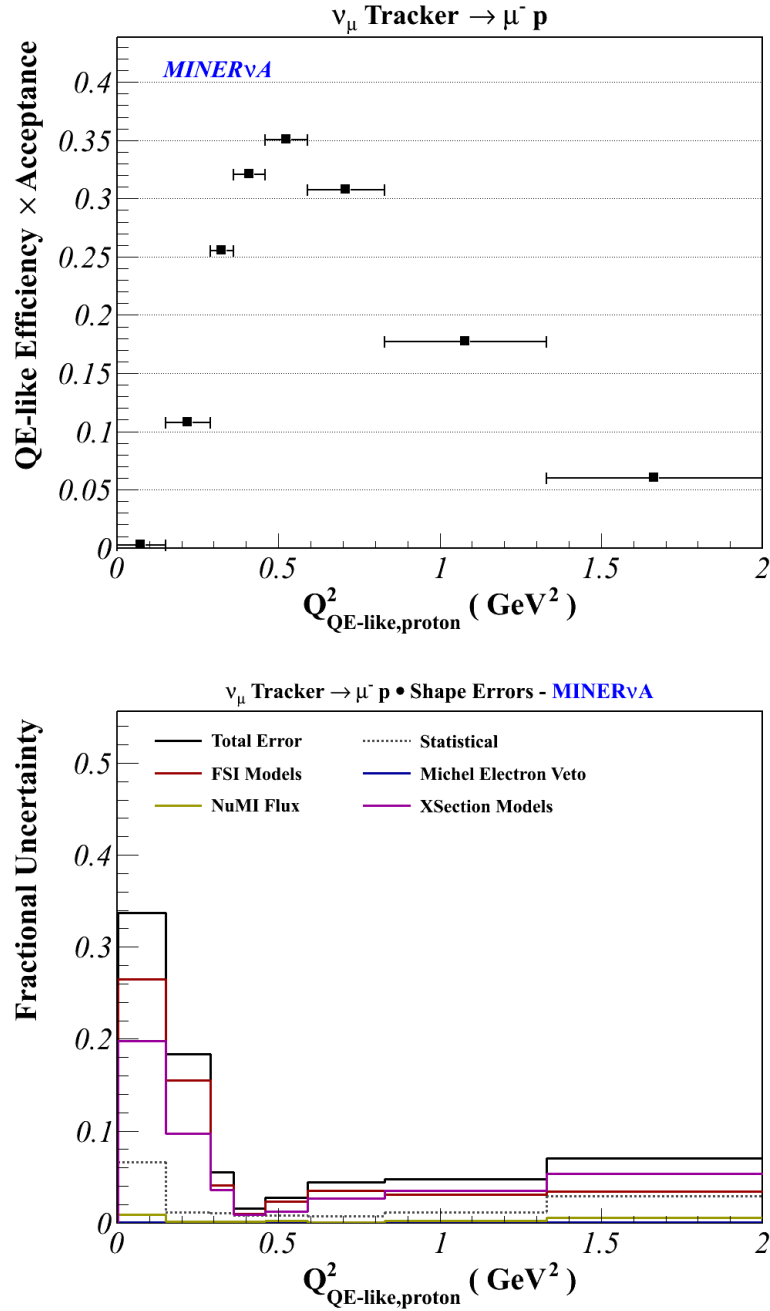 νμ Tracker → μ- p
MINERνA
QE-like Efficiency × Acceptance
0.4
0.35
0.3
0.25
0.2
0.15
0.1
0.05
0
0 0.5 1 1.5 2
Q2QE-like,proton ( GeV2 )
νμ Tracker → μ- p • Shape Errors - MINERνA
Total Error Statistical
FSI Models Michel Electron Veto
NuMI Flux XSection Models
Fractional Uncertainty
0.5
0.4
0.3
0.2
0.1
0
0 0.5 1 1.5 2
Q2QE-like,proton ( GeV2 )